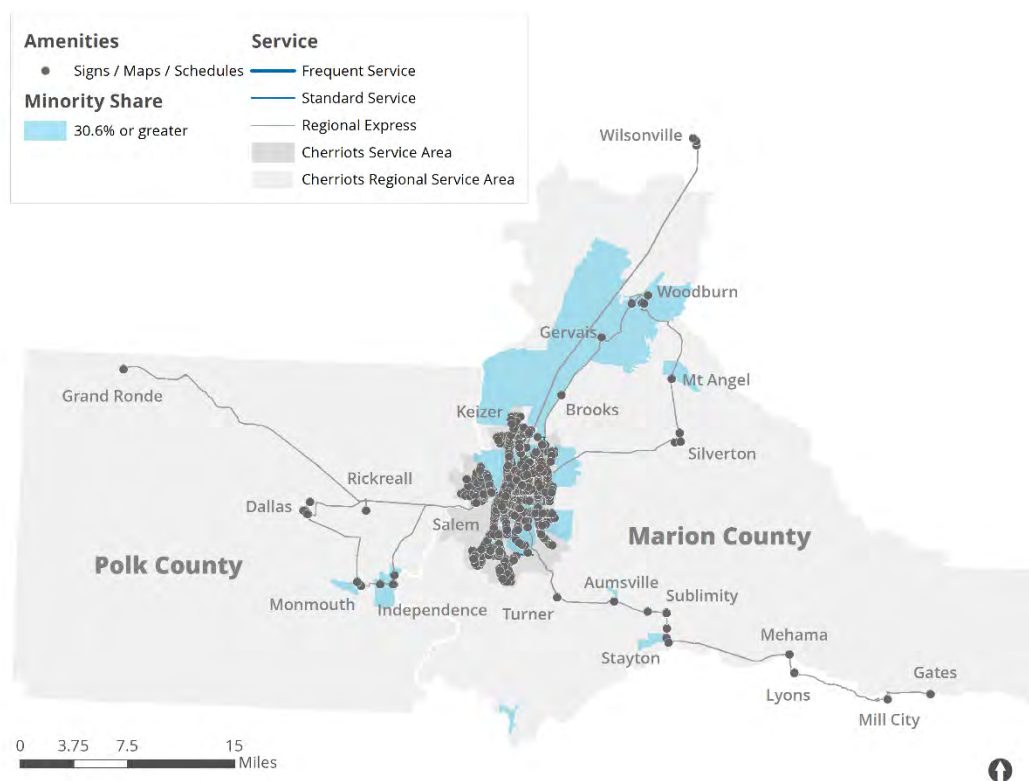 Amenities
Signs / Maps / Schedules
Minority Share
30.6% or greater
Service
Frequent Service
Standard Service
Regional Express
Cherriots Service Area
Cherriots Regional Service Area
Wilsonville
Woodburn
Gervais
Mt Angel
Grand Ronde
Keizer
Brooks
Silverton
Rickreall
Dallas
Salem
Marion County
Polk County
Aumsville
Sublimity
Monmouth
Independence
Turner
Mehama
Stayton
Gates
Lyons
Mill City
0 3.75 7.5 15
Miles